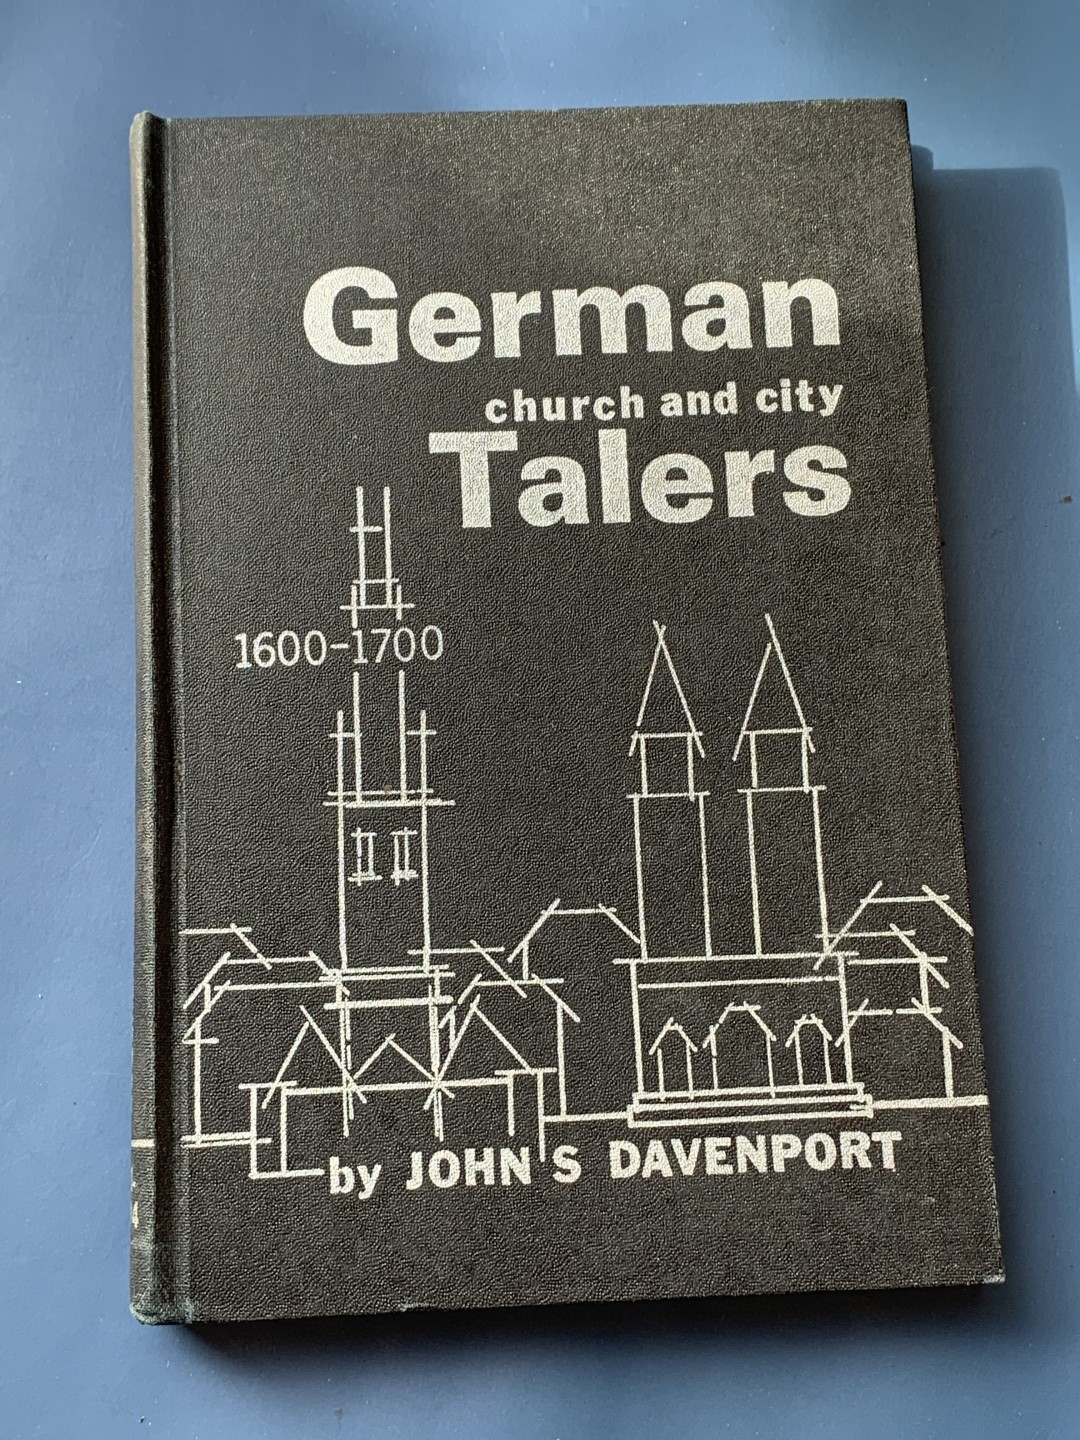 German
church and city
Talers
1600-1700
by JOHN S DAVENPORT